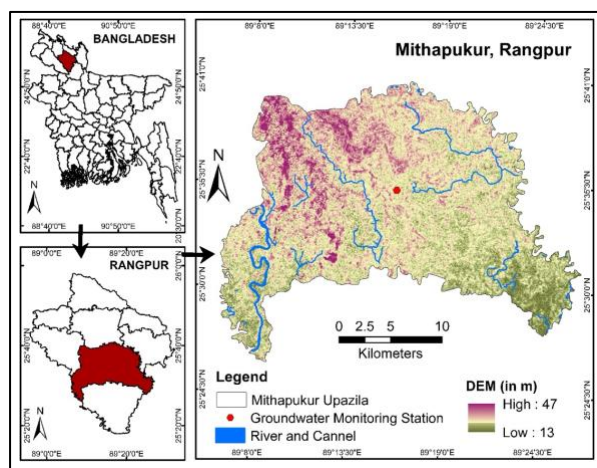 88°40'0"E 90°50'0"E
BANGLADESH
24°50'0"N
22°40'0"N
20°30'0"N
N
88°40'0"E 90°50'0"E
89°0'0"E 89°20'0"E
RANGPUR
26°0'0"N
25°40'0"N
25°20'0"N
N
89°0'0"E 89°20'0"E
89°8'0"E 89°13'30"E 89°19'0"E 89°24'30"E
Mithapukur, Rangpur
25°41'0"N 25°41'0"N
25°35'30"N 25°35'30"N
25°30'0"N 25°30'0"N
25°24'30"N 25°24'30"N
N
0 2.5 5 10
Kilometers
Legend
Mithapukur Upazila
Groundwater Monitoring Station
River and Cannel
DEM (in m)
High : 47
Low : 13
89°8'0"E 89°13'30"E 89°19'0"E 89°24'30"E